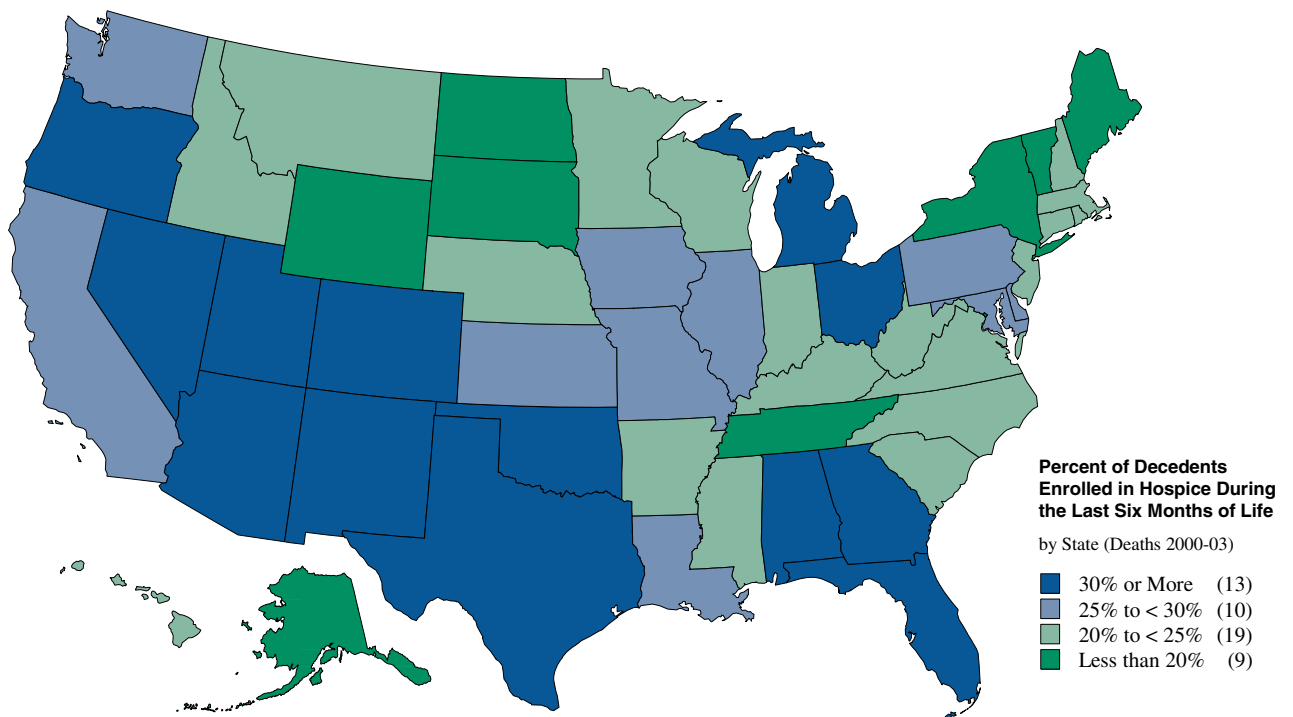 Percent of Decedents
Enrolled in Hospice During
the Last Six Months of Life
by State (Deaths 2000-03)
30% or More (13)
25% to < 30% (10)
20% to < 25% (19)
Less than 20% (9)